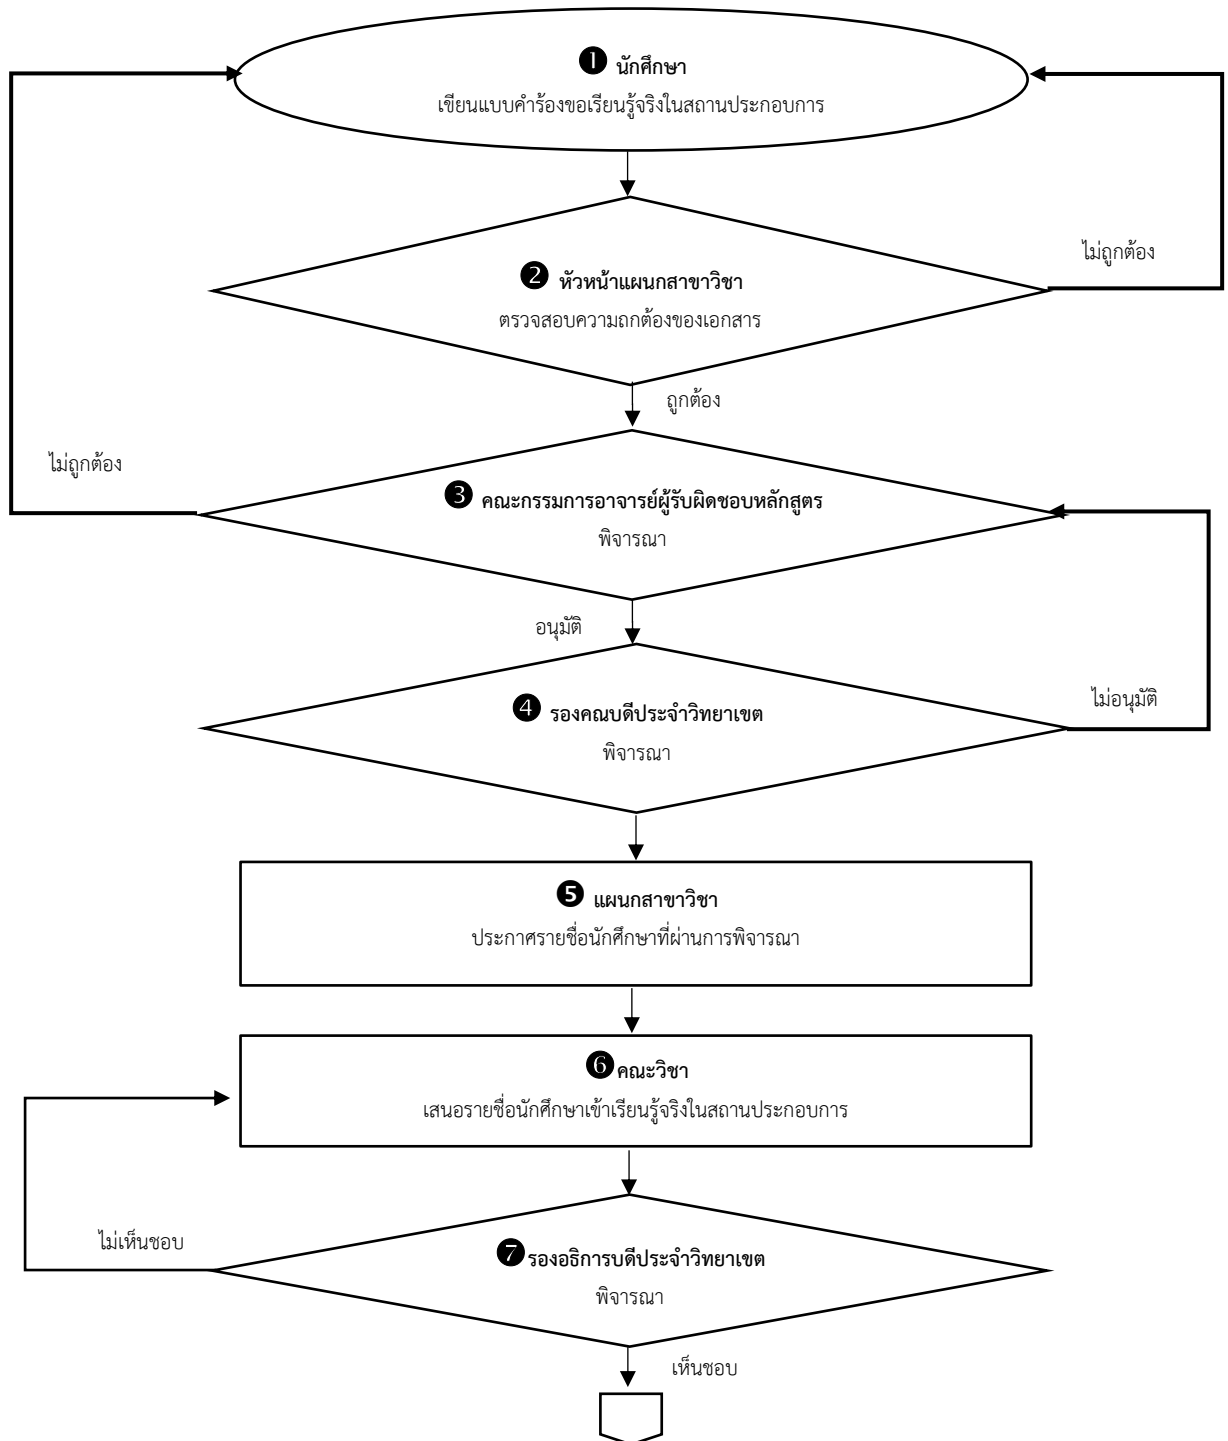 ❶ นักศึกษา
เขียนแบบคำร้องขอเรียนรู้จริงในสถานประกอบการ
ไม่ถูกต้อง
❷ หัวหน้าแผนกสาขาวิชา
ตรวจสอบความถกต้องของเอกสาร
ถูกต้อง
ไม่ถูกต้อง
❸ คณะกรรมการอาจารย์ผู้รับผิดชอบหลักสูตร
พิจารณา
อนุมัติ
❹ รองคณบดีประจำวิทยาเขต
ไม่อนุมัติ
พิจารณา
❺ แผนกสาขาวิชา
ประกาศรายชื่อนักศึกษาที่ผ่านการพิจารณา
❻ คณะวิชา
เสนอรายชื่อนักศึกษาเข้าเรียนรู้จริงในสถานประกอบการ
ไม่เห็นชอบ
❼ รองอธิการบดีประจำวิทยาเขต
พิจารณา
เห็นชอบ